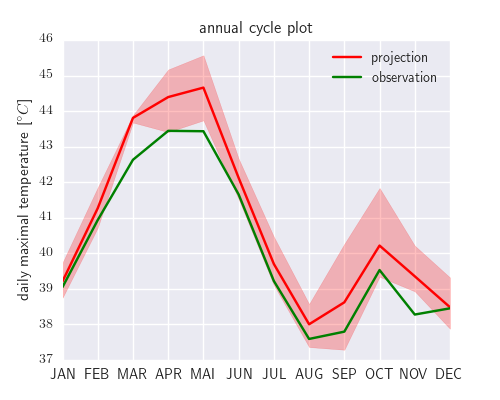 annual cycle plot
46
45
44
43
42
41
40
39
38
37
daily maximal temperature [°C]
projection
observation
JAN FEB MAR APR MAI JUN JUL AUG SEP OCT NOV DEC